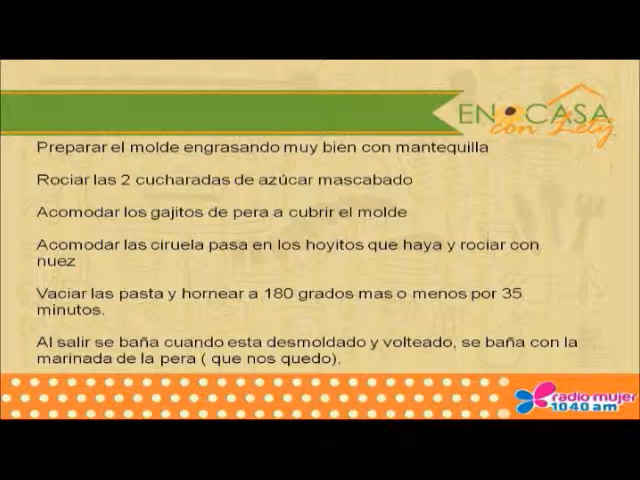 EN CASA
con Lety
Preparar el molde engrasando muy bien con mantequilla
Rociar las 2 cucharadas de azúcar mascabado
Acomodar los gajitos de pera a cubrir el molde
Acomodar las ciruela pasa en los hoyitos que haya y rociar con
nuez
Vaciar las pasta y hornear a 180 grados mas o menos por 35
minutos.
Al salir se baña cuando esta desmoldado y volteado, se baña con la
marinada de la pera ( que nos quedo).
radio mujer
1040 am